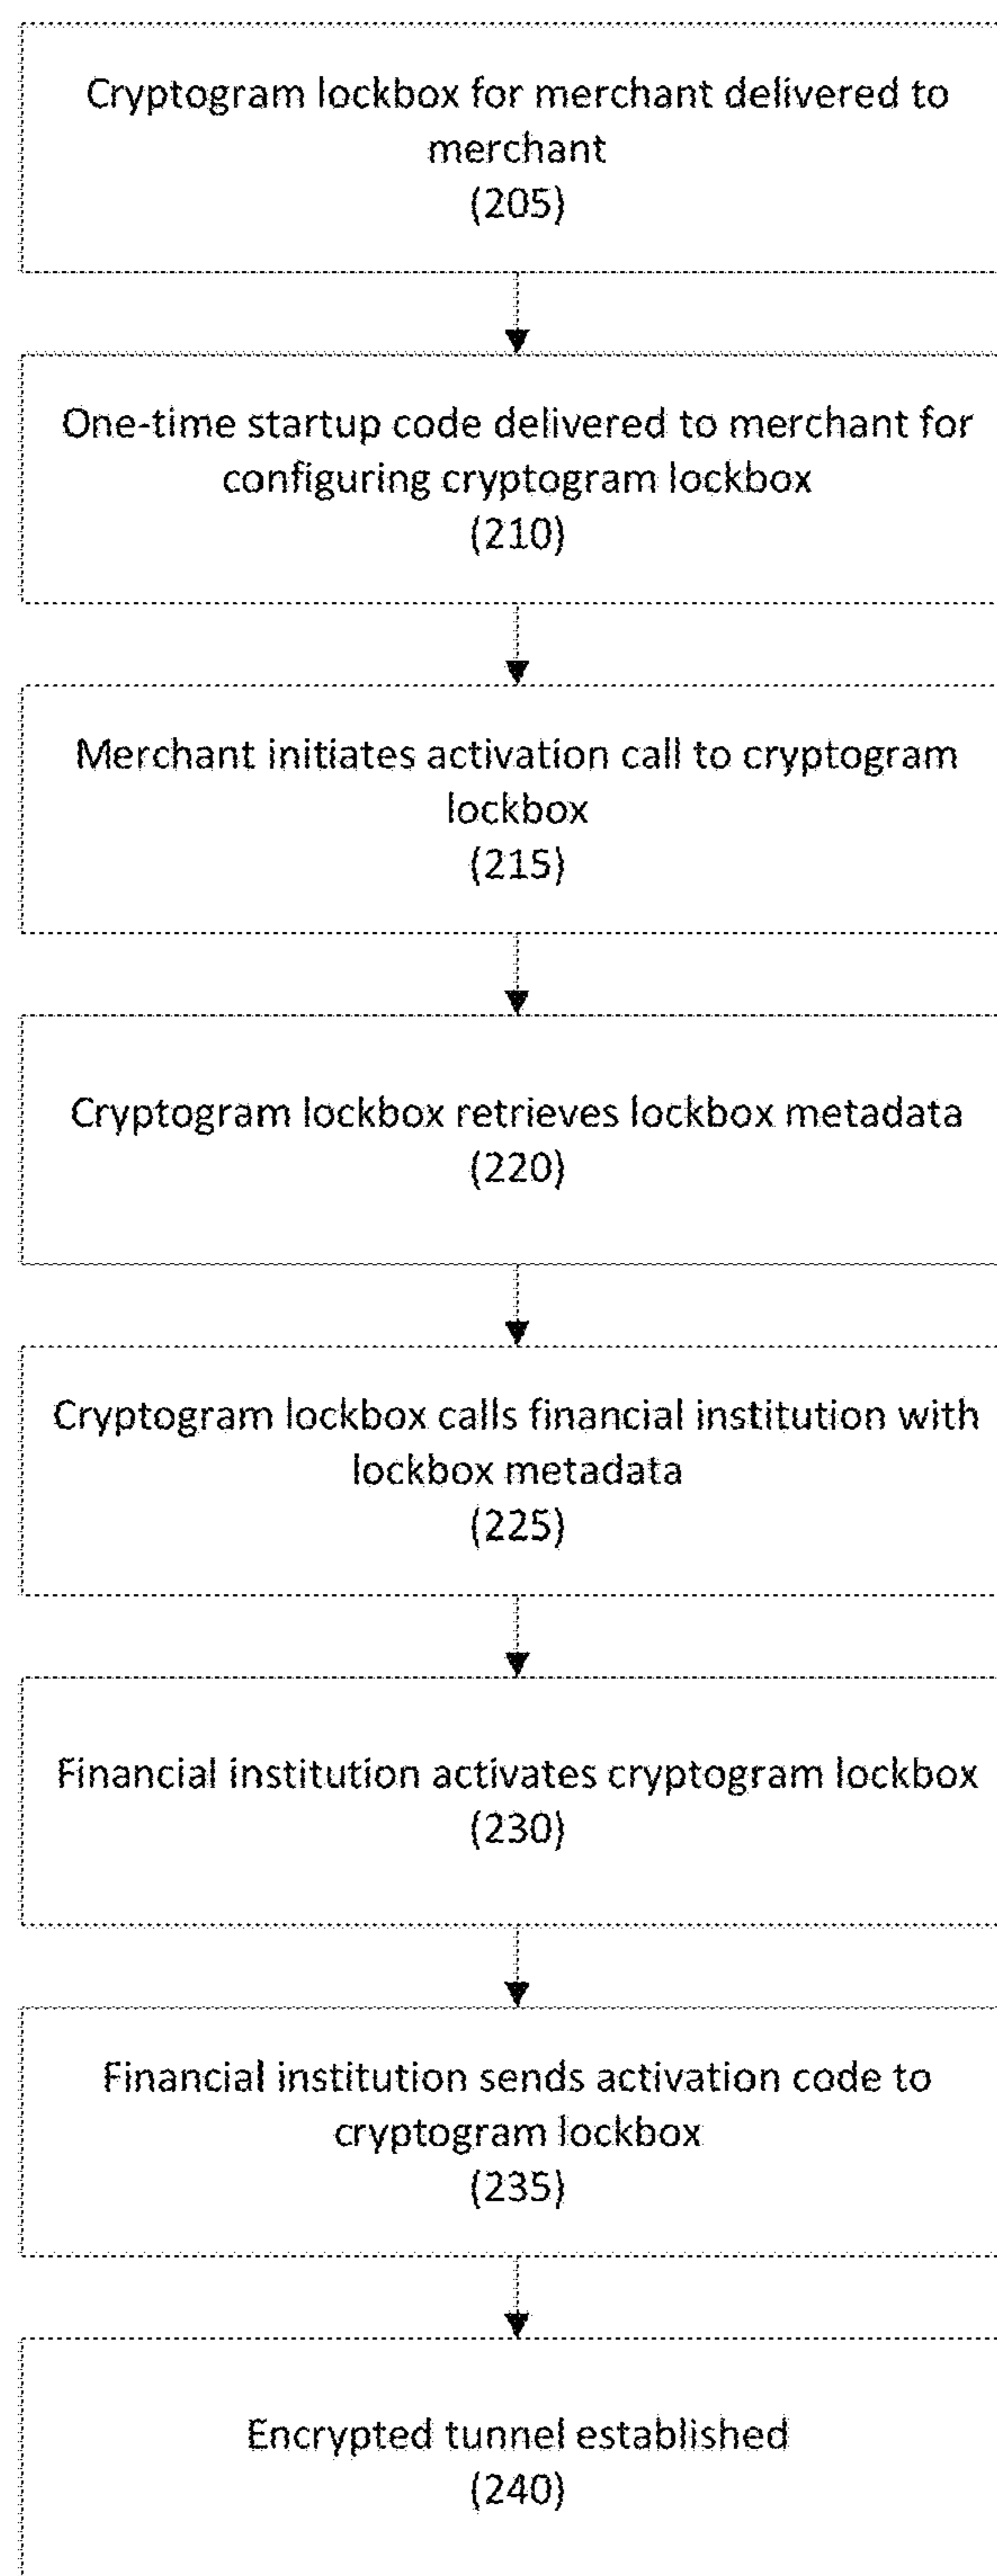 Cryptogram lockbox for merchant delivered to
merchant
(205)
One-time startup code delivered to merchant for
configuring cryptogram lockbox
(210)
Merchant initiates activation call to cryptogram
lockbox
(215)
Cryptogram lockbox retrieves lockbox metadata
(220)
Cryptogram lockbox calls financial institution with
lockbox metadata
(225)
Financial institution activates cryptogram lockbox
(230)
Financial institution sends activation code to
cryptogram lockbox
(235)
Encrypted tunnel established
(240)